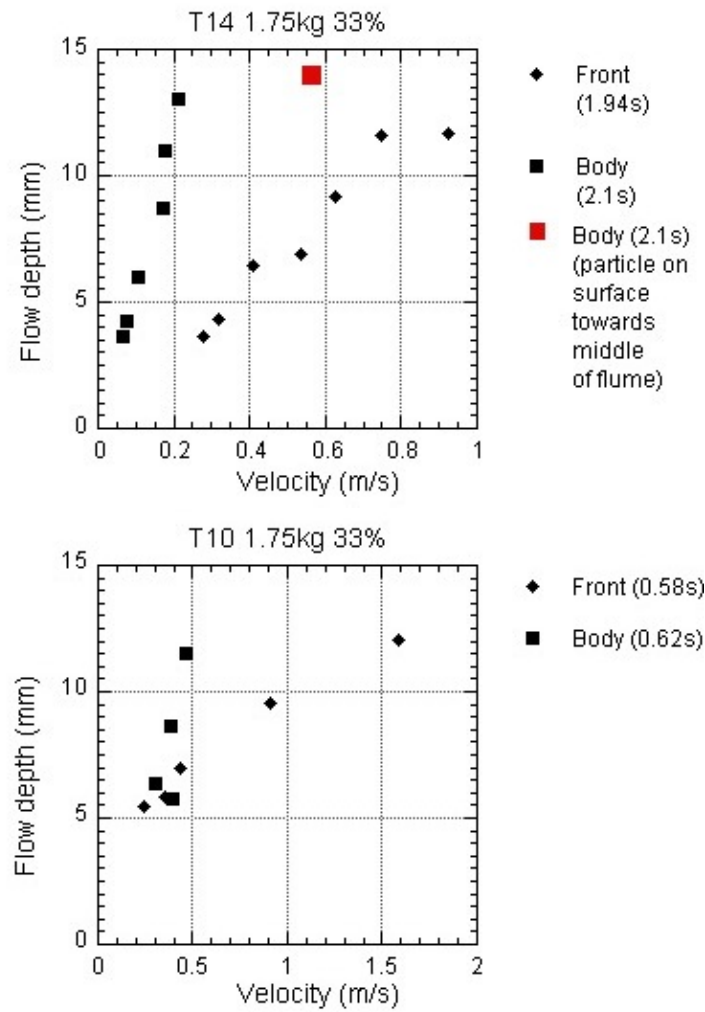 T14 1.75kg 33%
15
10
5
0
Flow depth (mm)
0 0.2 0.4 0.6 0.8 1
Velocity (m/s)
Front
(1.94s)
Body
(2.1s)
Body (2.1s)
(particle on
surface
towards
middle
of flume)
T10 1.75kg 33%
15
10
5
0
Flow depth (mm)
0 0.5 1 1.5 2
Velocity (m/s)
Front (0.58s)
Body (0.62s)